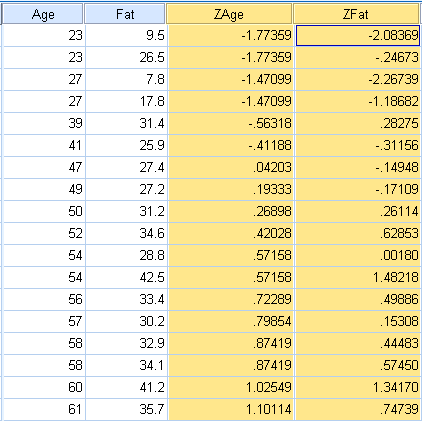 Age Fat ZAge ZFat
23 9.5 -1.77359 -2.08369
23 26.5 -1.77359 -.24673
27 7.8 -1.47099 -2.26739
27 17.8 -1.47099 -1.18682
39 31.4 -.56318 .28275
41 25.9 -.41188 -.31156
47 27.4 .04203 -.14948
49 27.2 .19333 -.17109
50 31.2 .26898 .26114
52 34.6 .42028 .62853
54 28.8 .57158 .00180
54 42.5 .57158 1.48218
56 33.4 .72289 .49886
57 30.2 .79854 .15308
58 32.9 .87419 .44483
58 34.1 .87419 .57450
60 41.2 1.02549 1.34170
61 35.7 1.10114 .74739